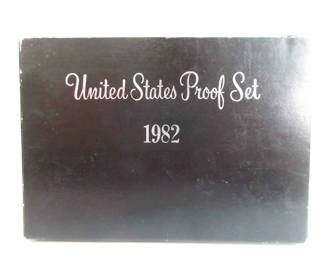 United States Proof Set
1982